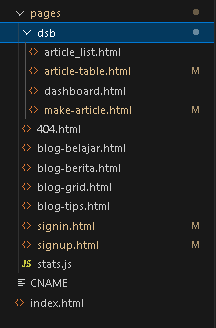 pages
dsb
article_list.html
article-table.html M
dashboard.html
make-article.html M
404.html
blog-belajar.html
blog-berita.html
blog-grid.html
blog-tips.html
signin.html M
signup.html M
JS stats.js
CNAME
index.html